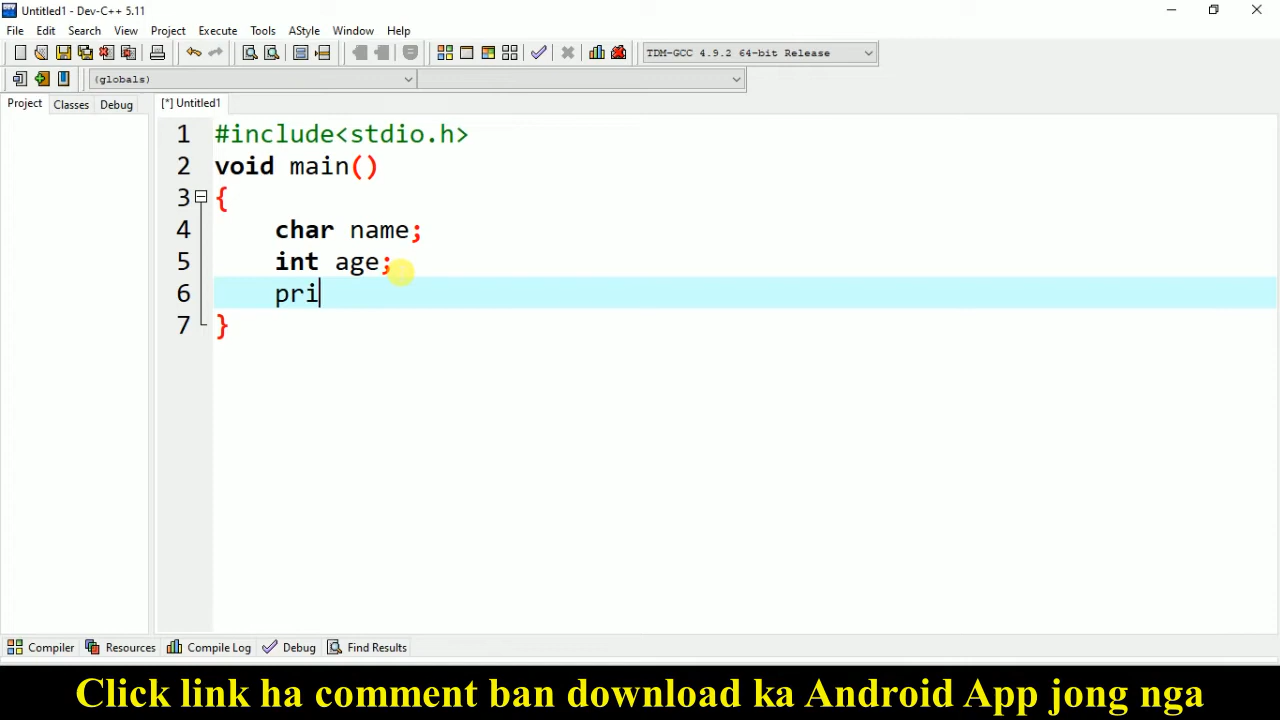 Untitled1 - Dev-C++ 5.11
File Edit Search View Project Execute Tools AStyle Window Help
TDM-GCC 4.9.2 64-bit Release
(globals)
Project Classes Debug [*] Untitled1
1 #include<stdio.h>
2 void main()
3 {
4 char name;
5 int age;
6 pri
7 }
Compiler Resources Compile Log Debug Find Results
Click link ha comment ban download ka Android App jong nga